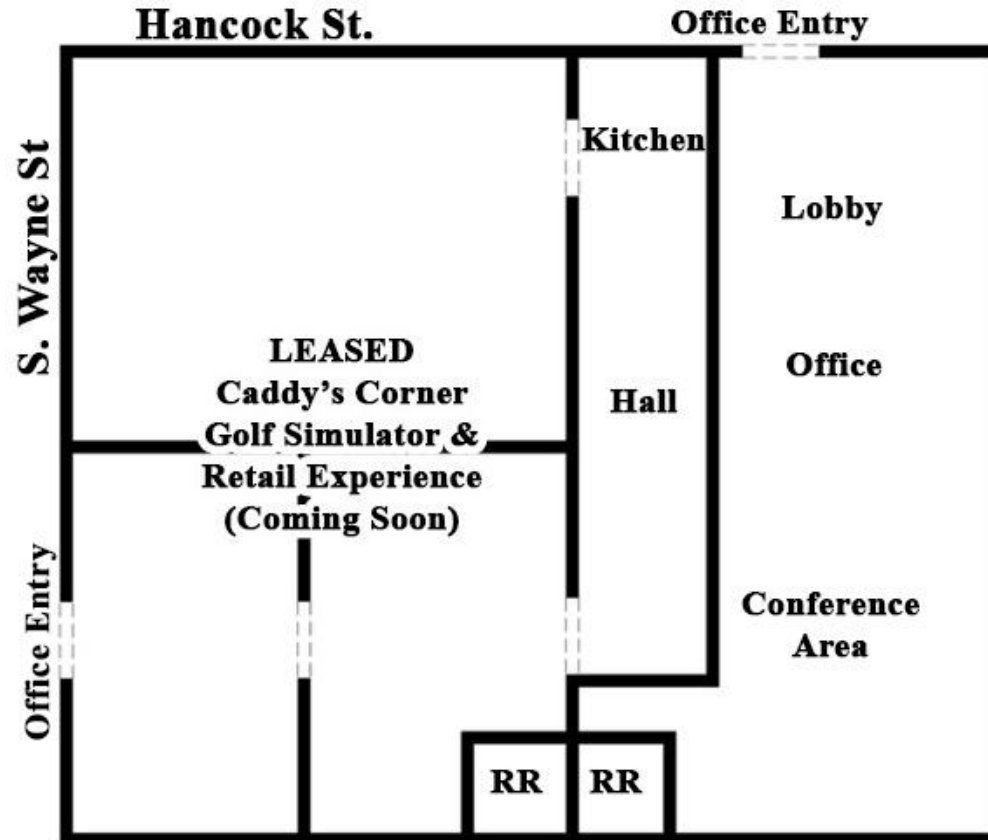 Hancock St.
Office Entry
S. Wayne St
Kitchen
Lobby
LEASED
Caddy’s Corner
Golf Simulator &
Retail Experience
(Coming Soon)
Hall
Office
Office Entry
Conference
Area
RR
RR